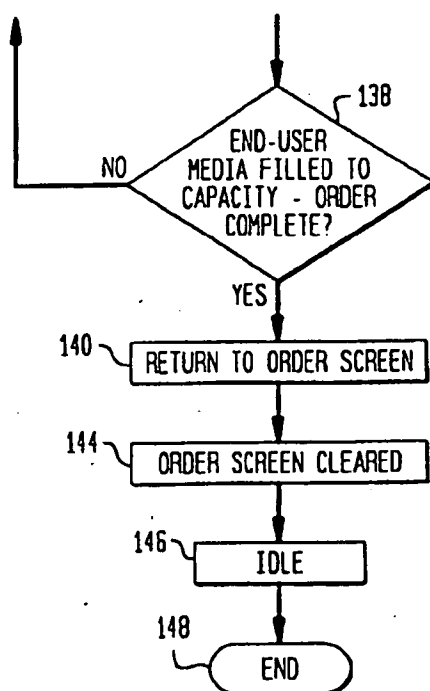 138
END-USER
MEDIA FILLED TO
CAPACITY - ORDER
COMPLETE?
NO
YES
140
RETURN TO ORDER SCREEN
144
ORDER SCREEN CLEARED
146
IDLE
148
END